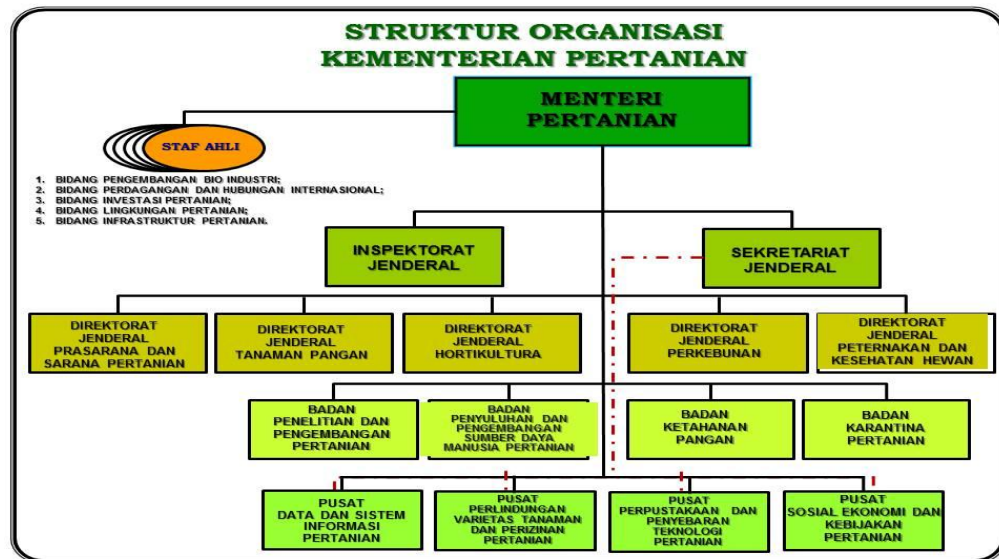 STRUKTUR ORGANISASI
KEMENTERIAN PERTANIAN
MENTERI
PERTANIAN
STAF AHLI
1. BIDANG PENGEMBANGAN BIO INDUSTRI;
2. BIDANG PERDAGANGAN DAN HUBUNGAN INTERNASIONAL;
3. BIDANG INVESTASI PERTANIAN;
4. BIDANG LINGKUNGAN PERTANIAN;
5. BIDANG INFRASTRUKTUR PERTANIAN.
INSPEKTORAT
JENDERAL
SEKRETARIAT
JENDERAL
DIREKTORAT
JENDERAL
PRASARANA DAN
SARANA PERTANIAN
DIREKTORAT
JENDERAL
TANAMAN PANGAN
DIREKTORAT
JENDERAL
HORTIKULTURA
DIREKTORAT
JENDERAL
PERKEBUNAN
DIREKTORAT
JENDERAL
PETERNAKAN DAN
KESEHATAN HEWAN
BADAN
PENELITIAN DAN
PENGEMBANGAN
PERTANIAN
BADAN
PENYULUHAN DAN
PENGEMBANGAN
SUMBER DAYA
MANUSIA PERTANIAN
BADAN
KETAHANAN
PANGAN
BADAN
KARANTINA
PERTANIAN
PUSAT
DATA DAN SISTEM
INFORMASI
PERTANIAN
PUSAT
PERLINDUNGAN
VARIETAS TANAMAN
DAN PERIZINAN
PERTANIAN
PUSAT
PERPUSTAKAAN DAN
PENYEBARAN
TEKNOLOGI
PERTANIAN
PUSAT
SOSIAL EKONOMI DAN
KEBIJAKAN
PERTANIAN